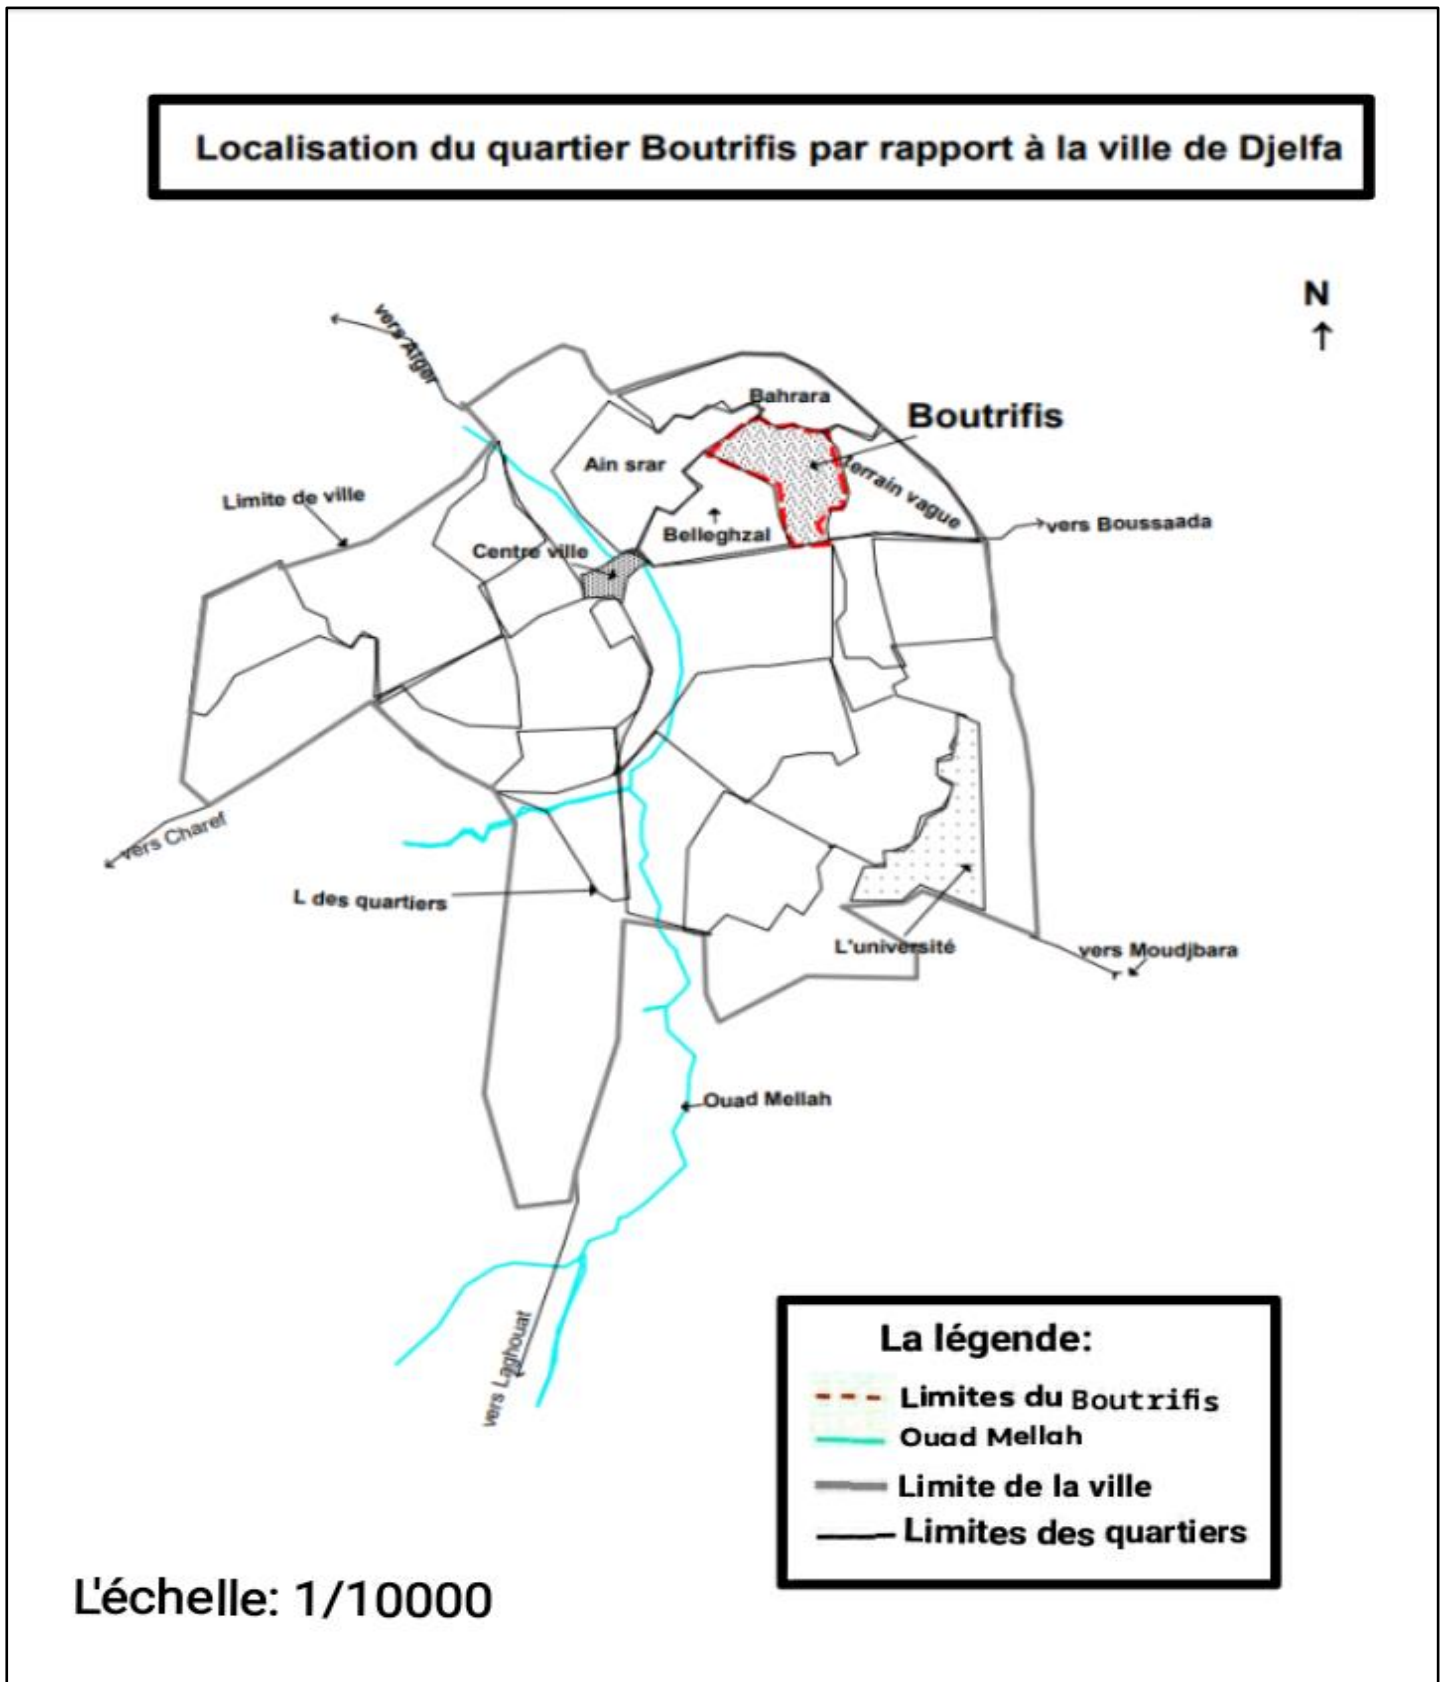 Localisation du quartier Boutrifis par rapport à la ville de Djelfa
N
vers Alger
Bahrara
Boutrifis
Ain srar
terrain vague
Limite de ville
vers Boussaada
Belleghzal
Centre ville
vers Charef
L des quartiers
L'université
vers Moudjbara
Ouad Mellah
vers Laghouat
La légende:
Limites du Boutrifis
Ouad Mellah
Limite de la ville
Limites des quartiers
L'échelle: 1/10000